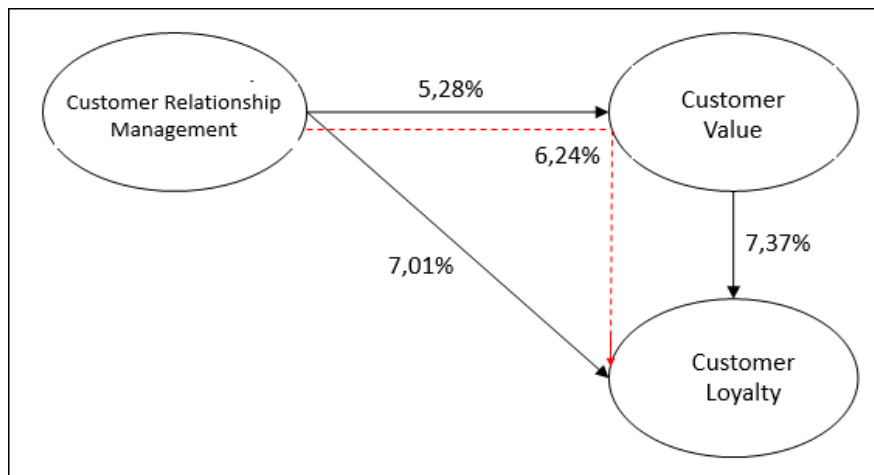 Customer Relationship
Management
5,28%
Customer
Value
6,24%
7,01%
7,37%
Customer
Loyalty